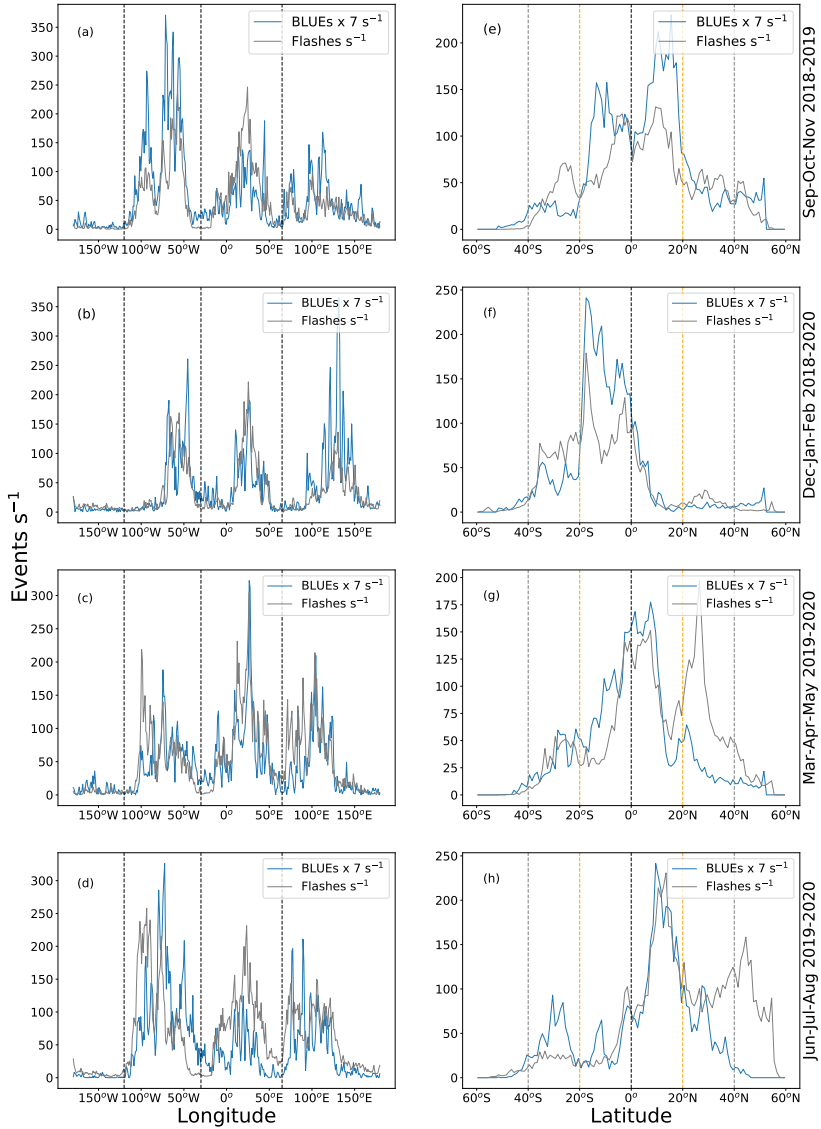 (a)
BLUEs x 7 s⁻¹
Flashes s⁻¹
350
300
250
200
150
100
50
0
150°W 100°W 50°W 0° 50°E 100°E 150°E
(e)
BLUEs x 7 s⁻¹
Flashes s⁻¹
200
150
100
50
0
60°S 40°S 20°S 0° 20°N 40°N 60°N
Sep-Oct-Nov 2018-2019
(b)
BLUEs x 7 s⁻¹
Flashes s⁻¹
350
300
250
200
150
100
50
0
150°W 100°W 50°W 0° 50°E 100°E 150°E
(f)
BLUEs x 7 s⁻¹
Flashes s⁻¹
250
200
150
100
50
0
60°S 40°S 20°S 0° 20°N 40°N 60°N
Dec-Jan-Feb 2018-2020
Events s⁻¹
(c)
BLUEs x 7 s⁻¹
Flashes s⁻¹
300
250
200
150
100
50
0
150°W 100°W 50°W 0° 50°E 100°E 150°E
(g)
BLUEs x 7 s⁻¹
Flashes s⁻¹
200
175
150
125
100
75
50
25
0
60°S 40°S 20°S 0° 20°N 40°N 60°N
Mar-Apr-May 2019-2020
(d)
BLUEs x 7 s⁻¹
Flashes s⁻¹
300
250
200
150
100
50
0
150°W 100°W 50°W 0° 50°E 100°E 150°E
Longitude
(h)
BLUEs x 7 s⁻¹
Flashes s⁻¹
250
200
150
100
50
0
60°S 40°S 20°S 0° 20°N 40°N 60°N
Latitude
Jun-Jul-Aug 2019-2020